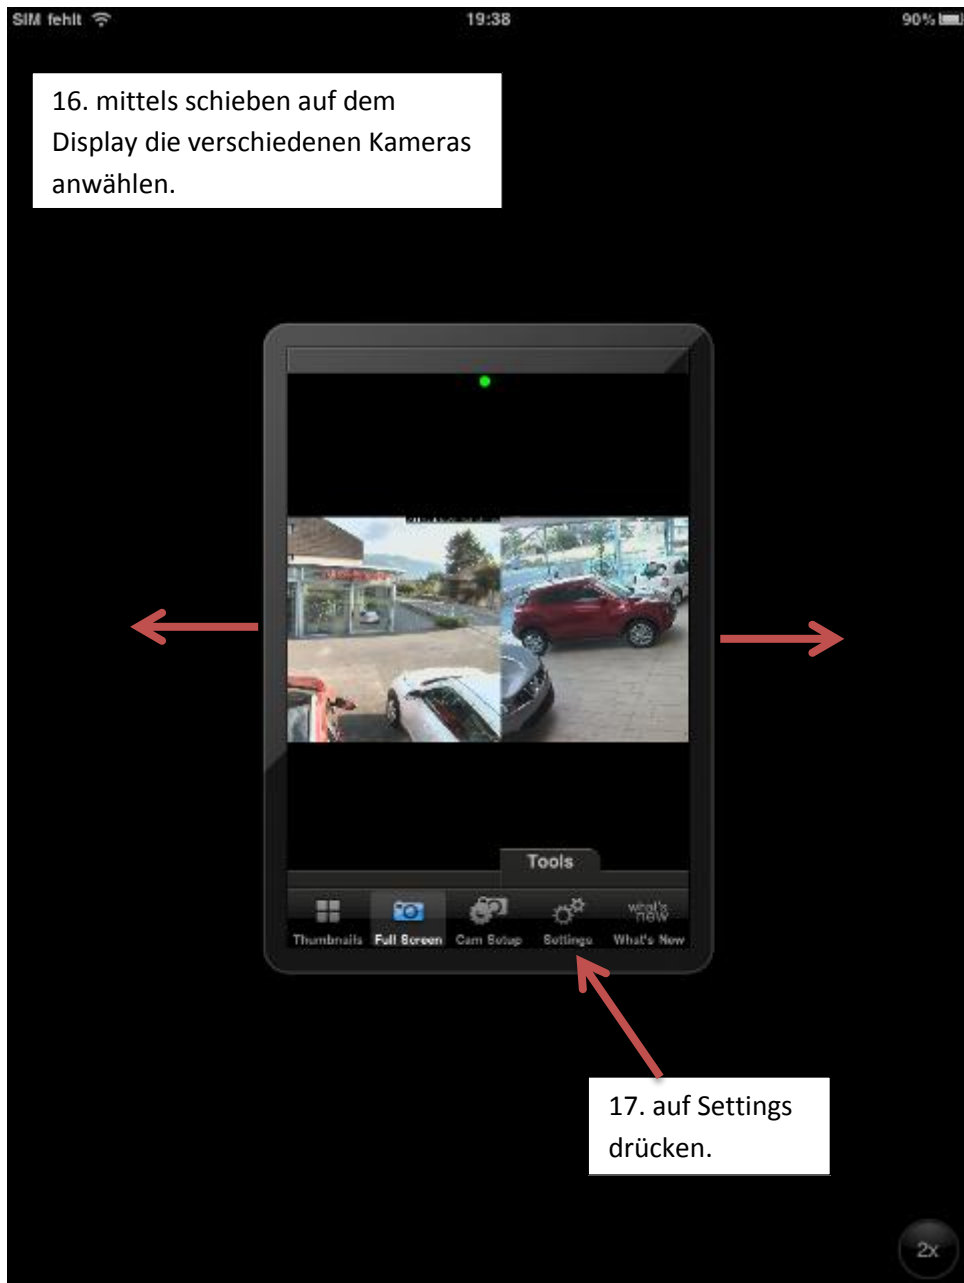 SIM fehlt
19:38
90%
16. mittels schieben auf dem
Display die verschiedenen Kameras
anwählen.
Tools
what's
new
Thumbnails Full Screen Cam Setup Settings What's New
17. auf Settings
drücken.
2x